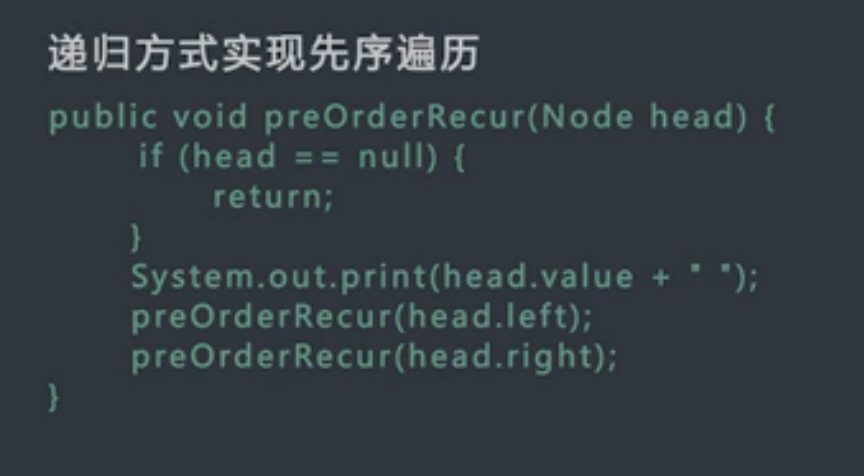 递归方式实现先序遍历
public void preOrderRecur(Node head) {
if (head == null) {
return;
}
System.out.print(head.value + " ");
preOrderRecur(head.left);
preOrderRecur(head.right);
}